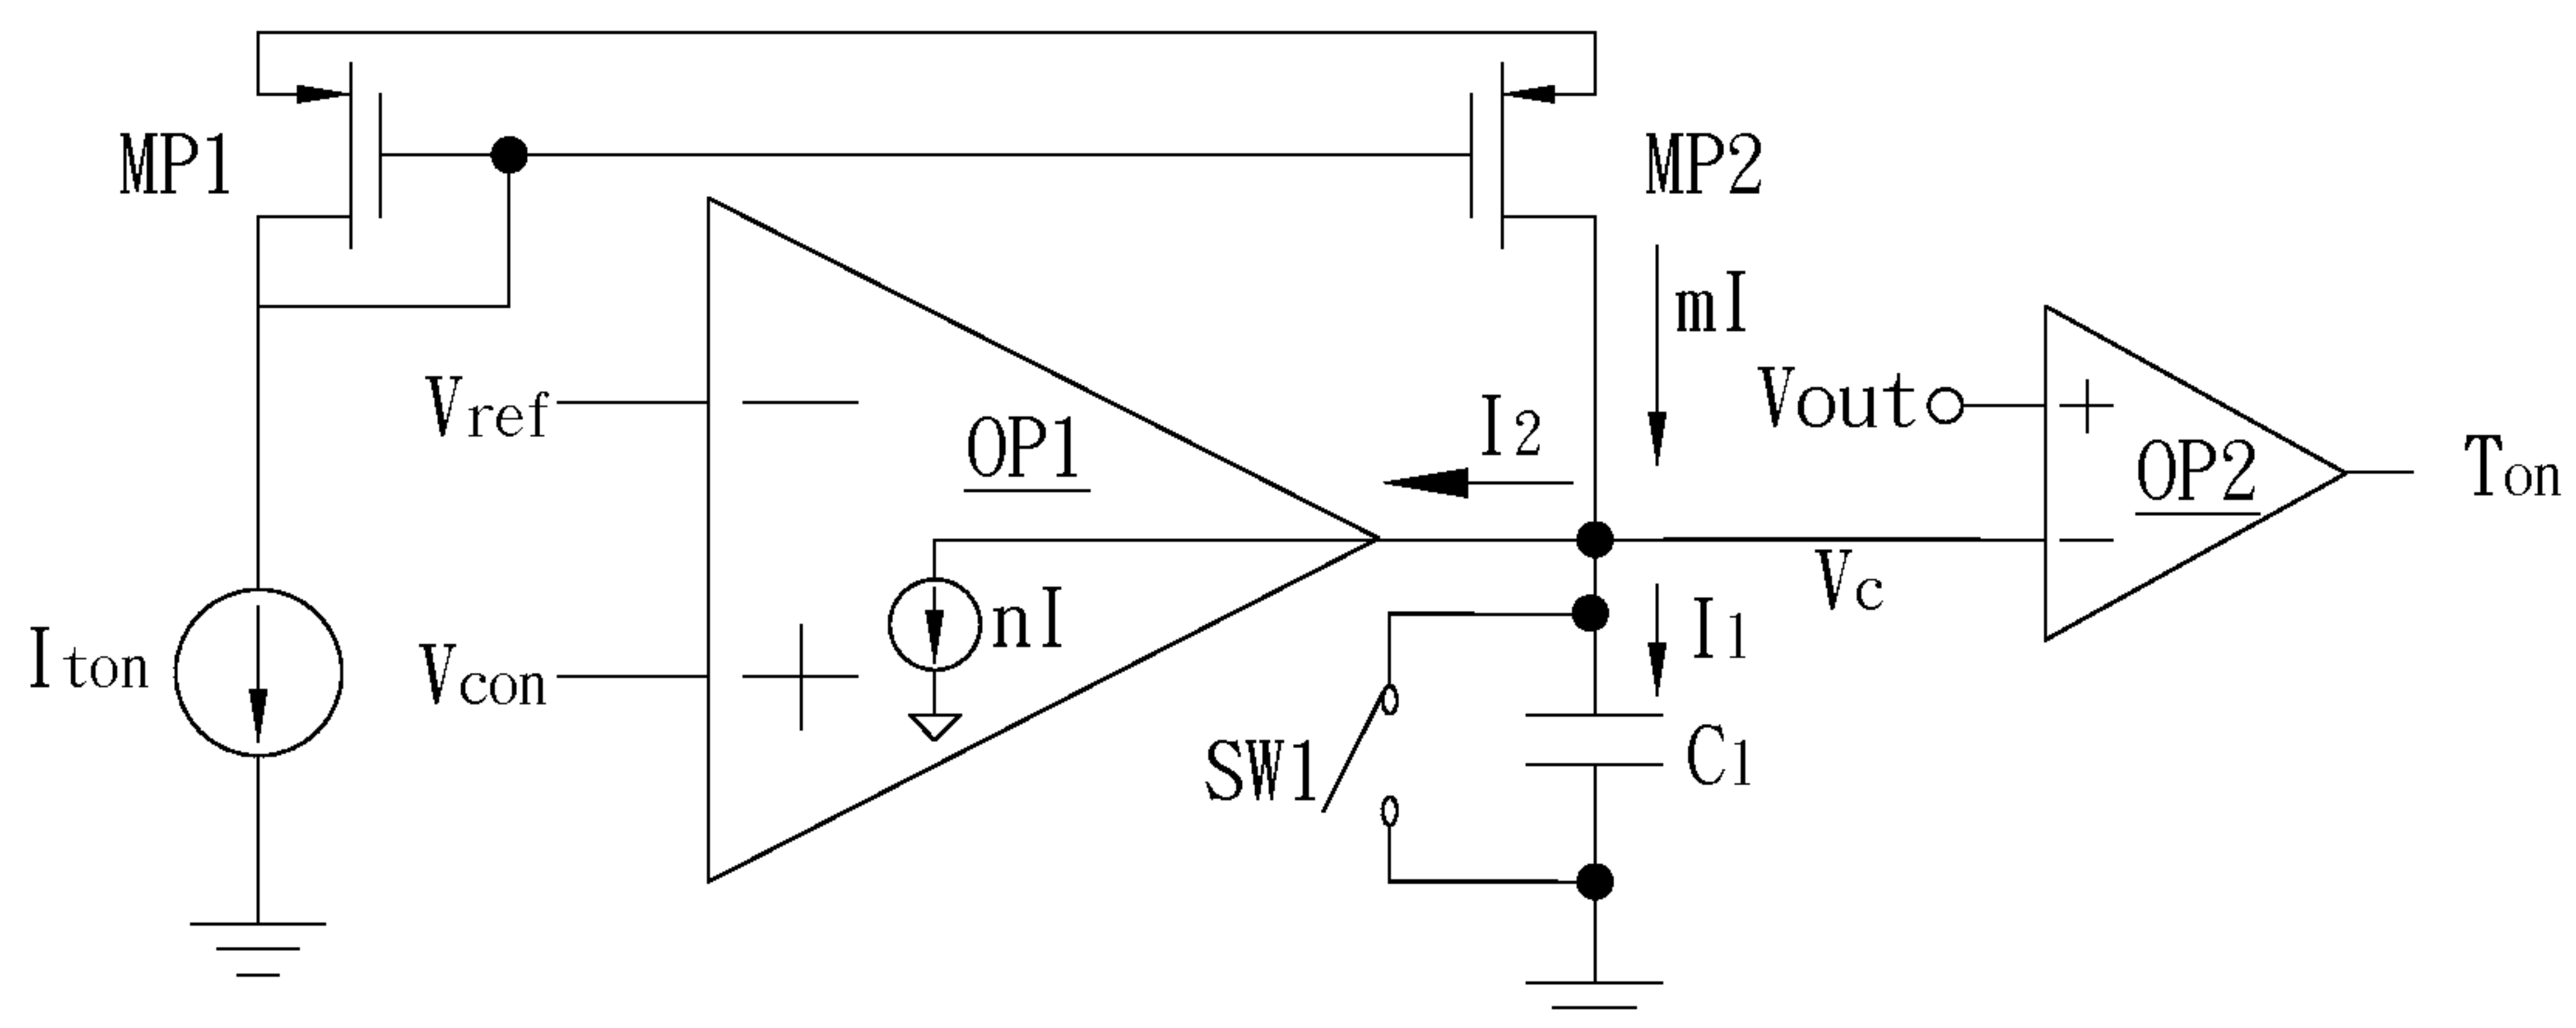 MP1
MP2
mI
Vref
OP1
I2
Vout
+
OP2
Ton
Vc
nI
I1
Iton
Vcon
SW1
C1